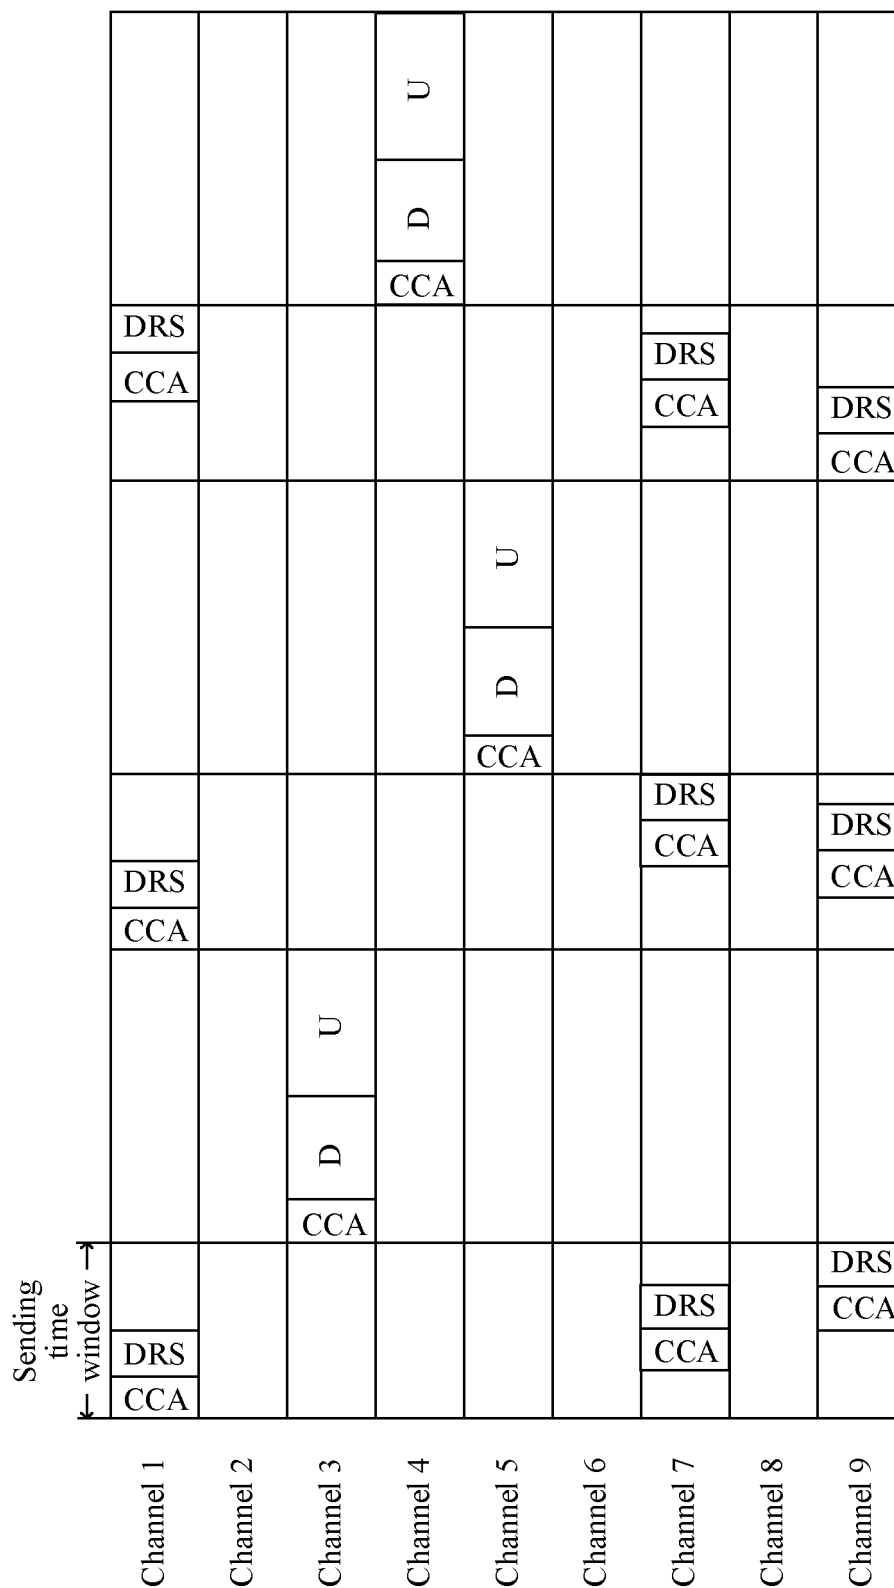 U
D
CCA
DRS
CCA
DRS
CCA
DRS
CCA
U
D
CCA
DRS
CCA
DRS
CCA
DRS
CCA
U
D
CCA
DRS
CCA
DRS
CCA
DRS
CCA
Sending
time
window
Channel 1
Channel 2
Channel 3
Channel 4
Channel 5
Channel 6
Channel 7
Channel 8
Channel 9